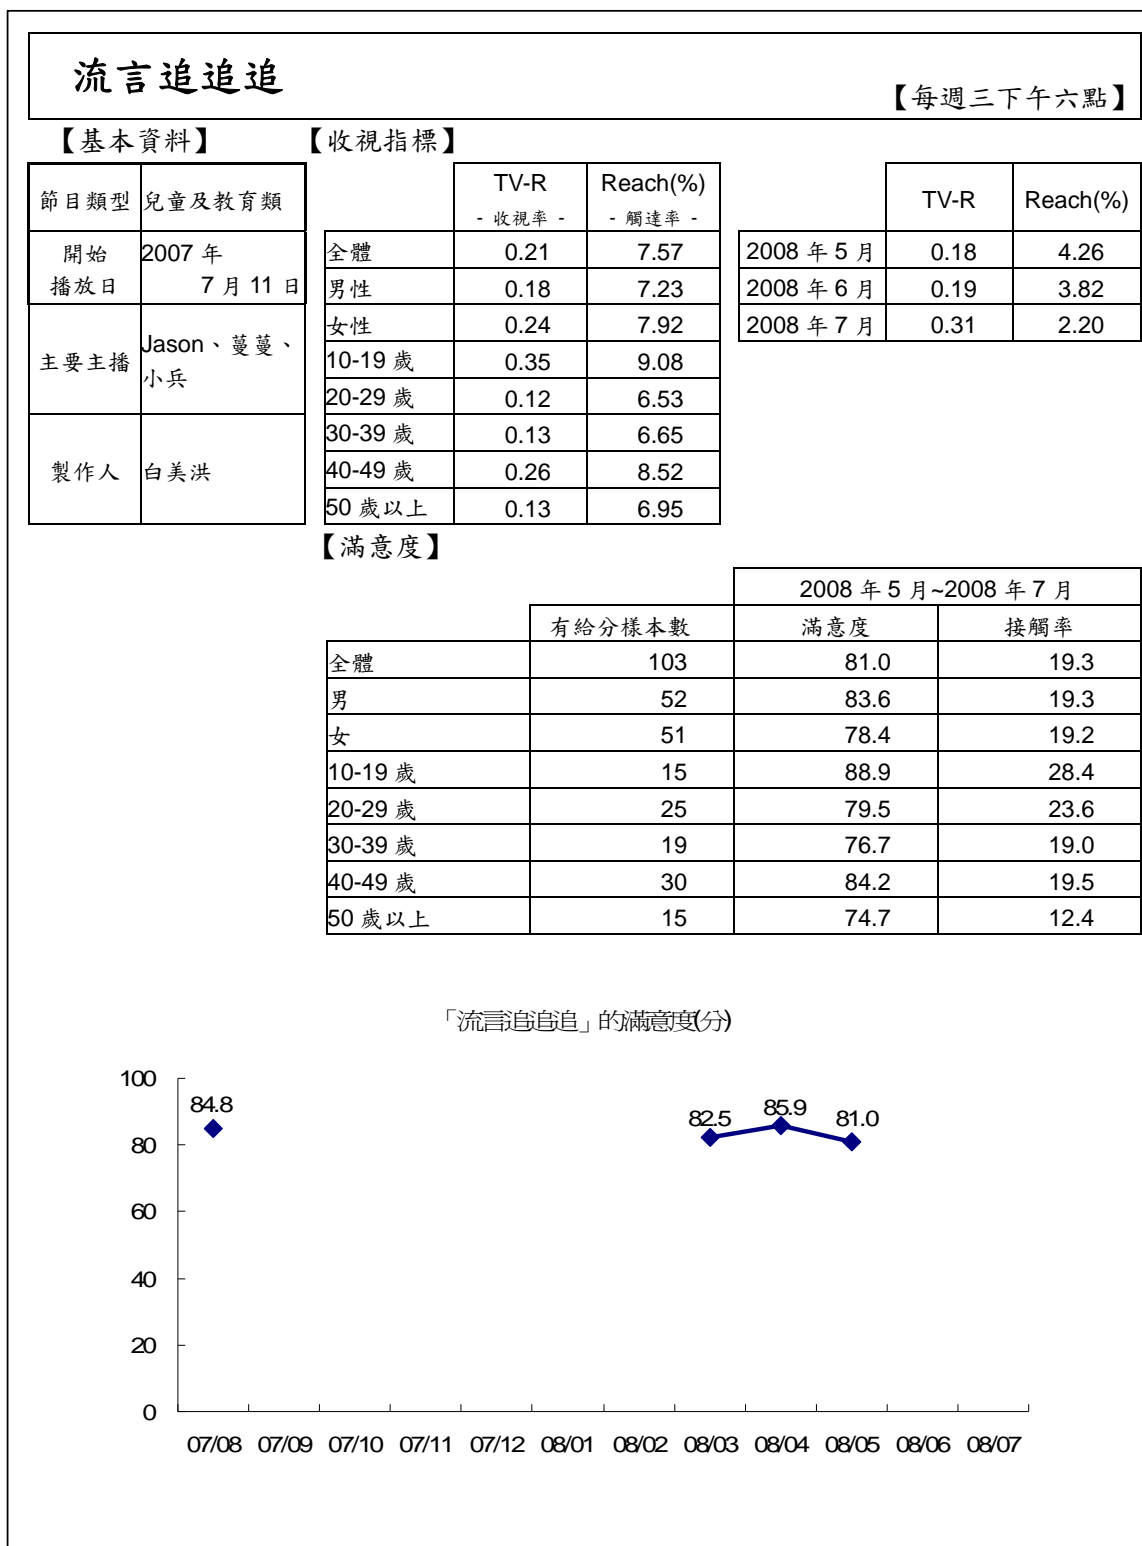 流言追追追
【每週三下午六點】
【基本資料】 【收視指標】
節目類型 兒童及教育類
開始播放日 2007 年 7 月 11 日
主要主播 Jason、蔓蔓、小兵
製作人 白美洪
TV-R Reach(%)
- 收視率 - - 觸達率 -
全體 0.21 7.57
男性 0.18 7.23
女性 0.24 7.92
10-19 歲 0.35 9.08
20-29 歲 0.12 6.53
30-39 歲 0.13 6.65
40-49 歲 0.26 8.52
50 歲以上 0.13 6.95
TV-R Reach(%)
2008 年 5 月 0.18 4.26
2008 年 6 月 0.19 3.82
2008 年 7 月 0.31 2.20
【滿意度】
2008 年 5 月~2008 年 7 月
有給分樣本數 滿意度 接觸率
全體 103 81.0 19.3
男 52 83.6 19.3
女 51 78.4 19.2
10-19 歲 15 88.9 28.4
20-29 歲 25 79.5 23.6
30-39 歲 19 76.7 19.0
40-49 歲 30 84.2 19.5
50 歲以上 15 74.7 12.4
「流言追追追」的滿意度(分)
100
80
60
40
20
0
84.8 82.5 85.9 81.0
07/08 07/09 07/10 07/11 07/12 08/01 08/02 08/03 08/04 08/05 08/06 08/07